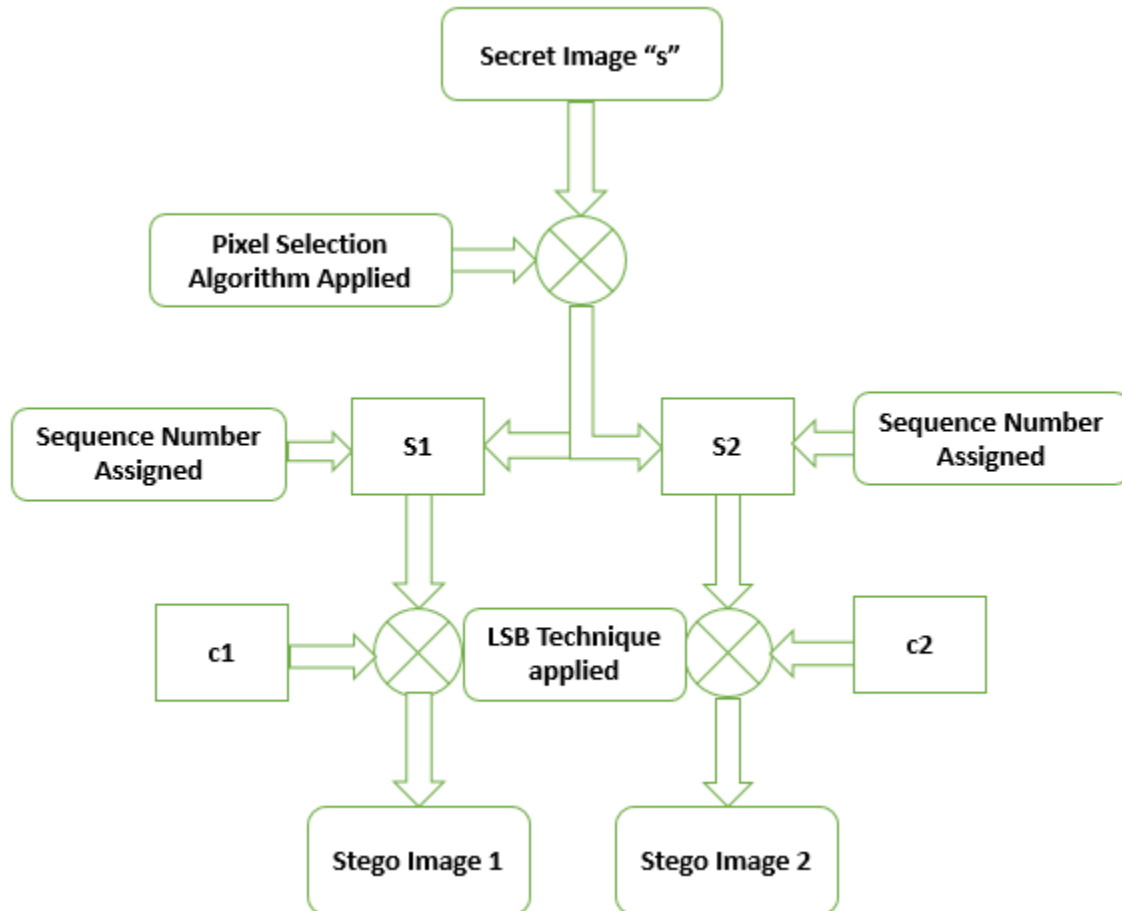 Secret Image “s”
Pixel Selection
Algorithm Applied
Sequence Number
Assigned
S1
S2
Sequence Number
Assigned
c1
LSB Technique
applied
c2
Stego Image 1
Stego Image 2